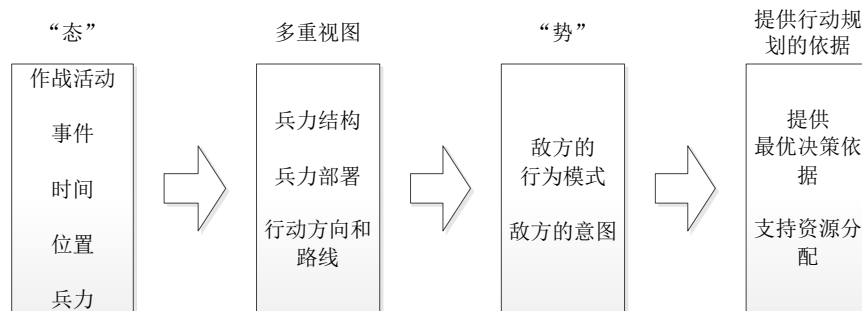 “态”
作战活动
事件
时间
位置
兵力
多重视图
兵力结构
兵力部署
行动方向和
路线
“势”
敌方的
行为模式
敌方的意图
提供行动规
划的依据
提供
最优决策依
据
支持资源分
配